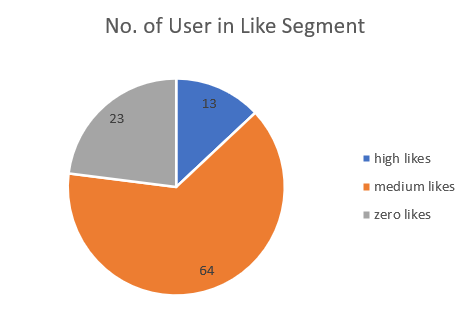 No. of User in Like Segment
13
23
64
high likes
medium likes
zero likes